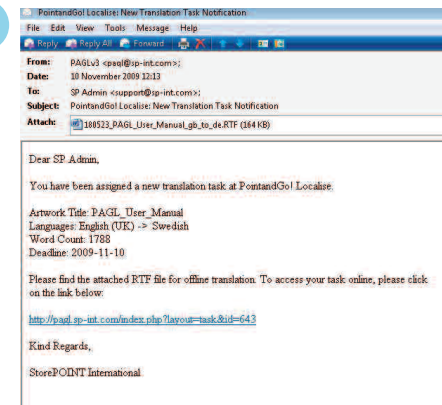 PointandGo! Localise: New Translation Task Notification
File Edit View Tools Message Help
Reply Reply All Forward
From: PAGLv3 <pagl@sp-int.com>;
Date: 10 November 2009 12:13
To: SP Admin <support@sp-int.com>;
Subject: PointandGo! Localise: New Translation Task Notification
Attach: 180523_PAGL_User_Manual_gb_to_de.RTF (164 KB)
Dear SP Admin,
You have been assigned a new translation task at PointandGo! Localise.
Artwork Title: PAGL_User_Manual
Languages: English (UK) -> Swedish
Word Count: 1788
Deadline: 2009-11-10
Please find the attached RTF file for offline translation. To access your task online, please click
on the link below:
http://pagl.sp-int.com/index.php?layout=task&id=643
Kind Regards,
StorePOINT International